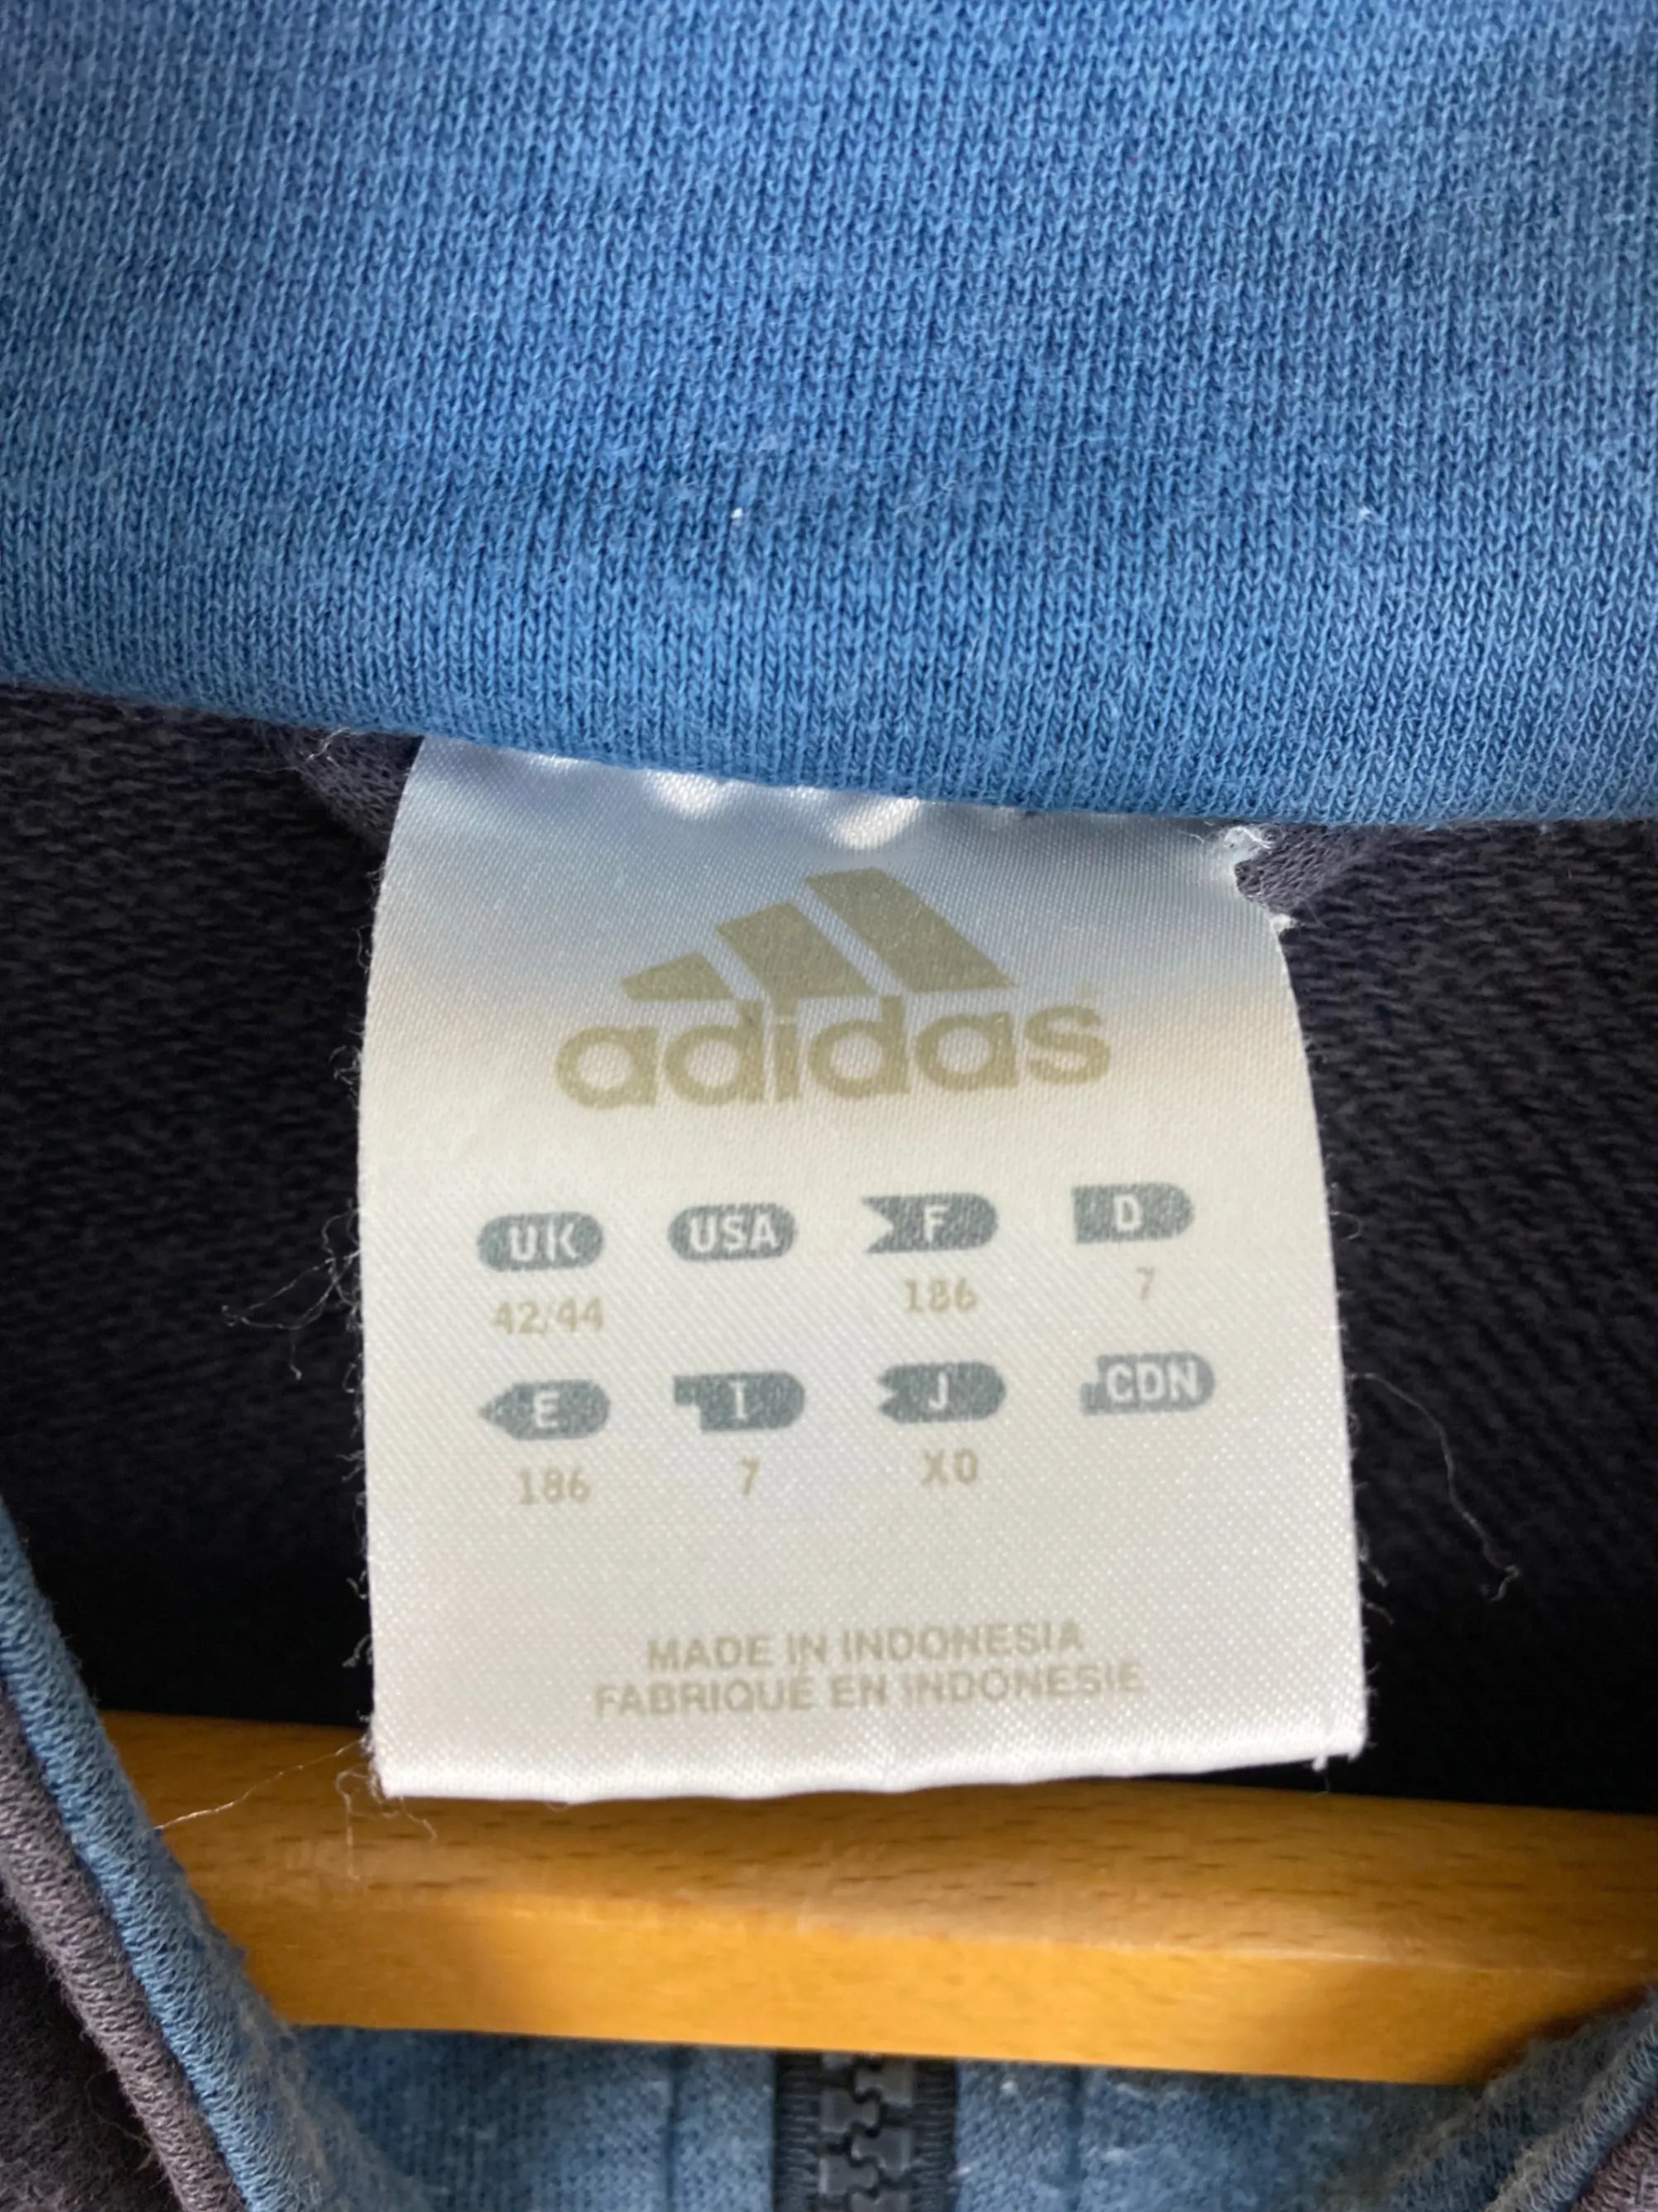 adidas
UK USA F D
42/44 186 7
E I J CDN
186 7 XO
MADE IN INDONESIA
FABRIQUÉ EN INDONESIE